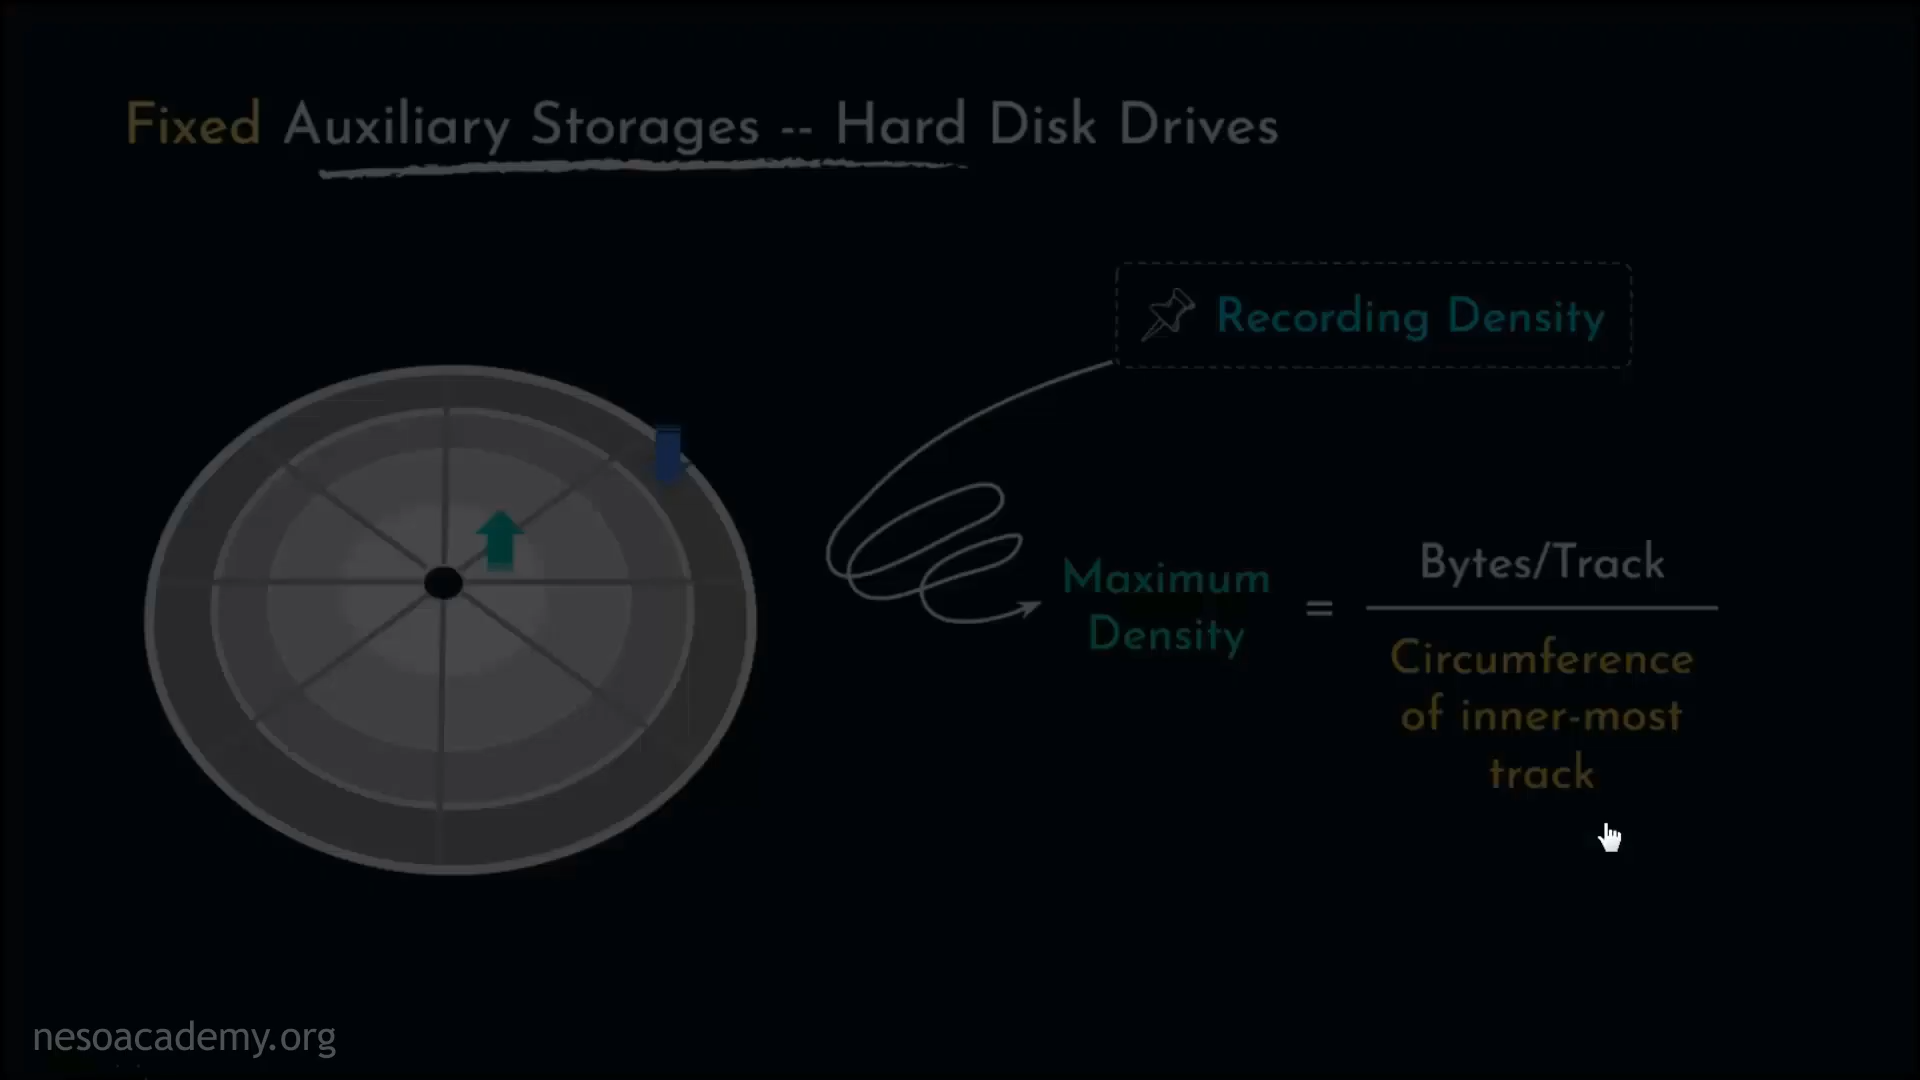 Fixed Auxiliary Storages -- Hard Disk Drives
Recording Density
Maximum
Density
=
Bytes/Track
Circumference
of inner-most
track
nesoacademy.org